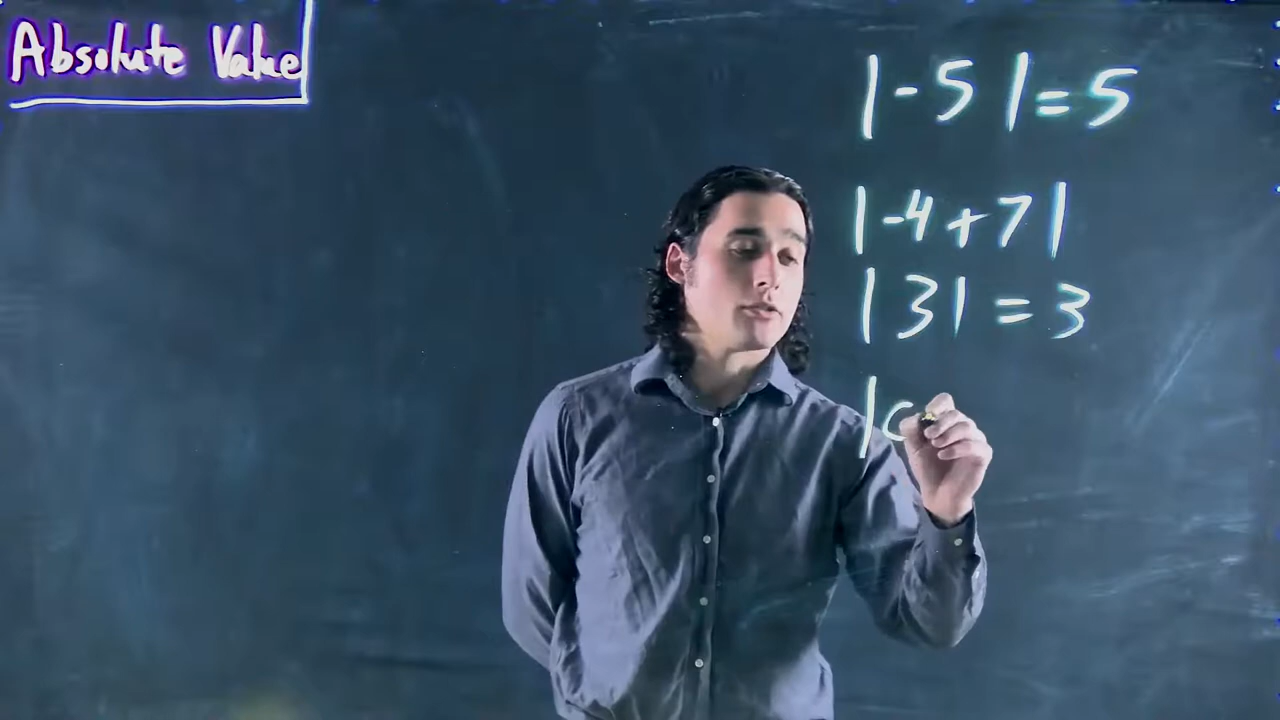 Absolute Value
|-5| = 5
|-4+7|
|3| = 3
|